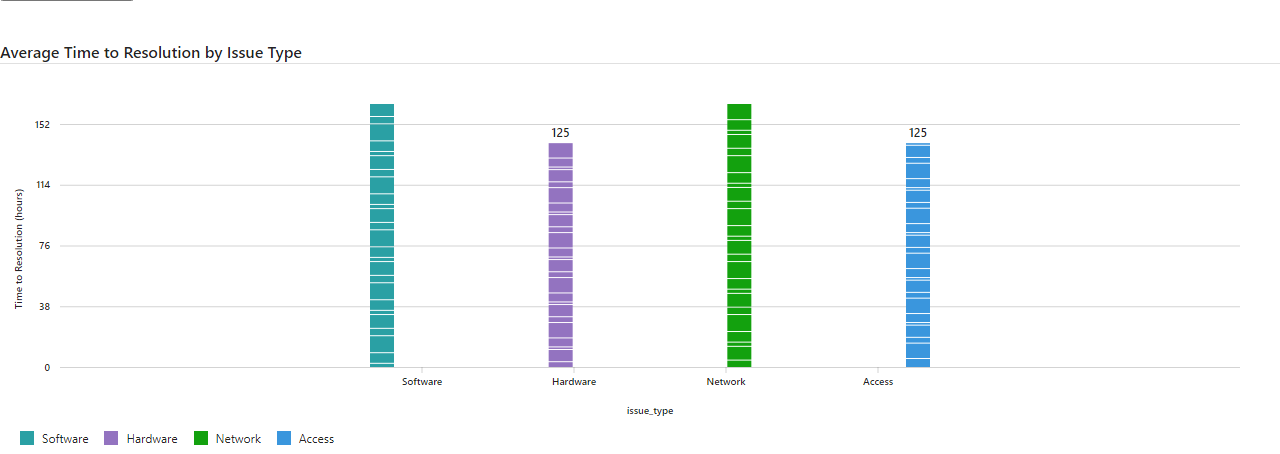 Average Time to Resolution by Issue Type
152
114
76
38
0
Time to Resolution (hours)
125
125
Software
Hardware
Network
Access
issue_type
Software
Hardware
Network
Access